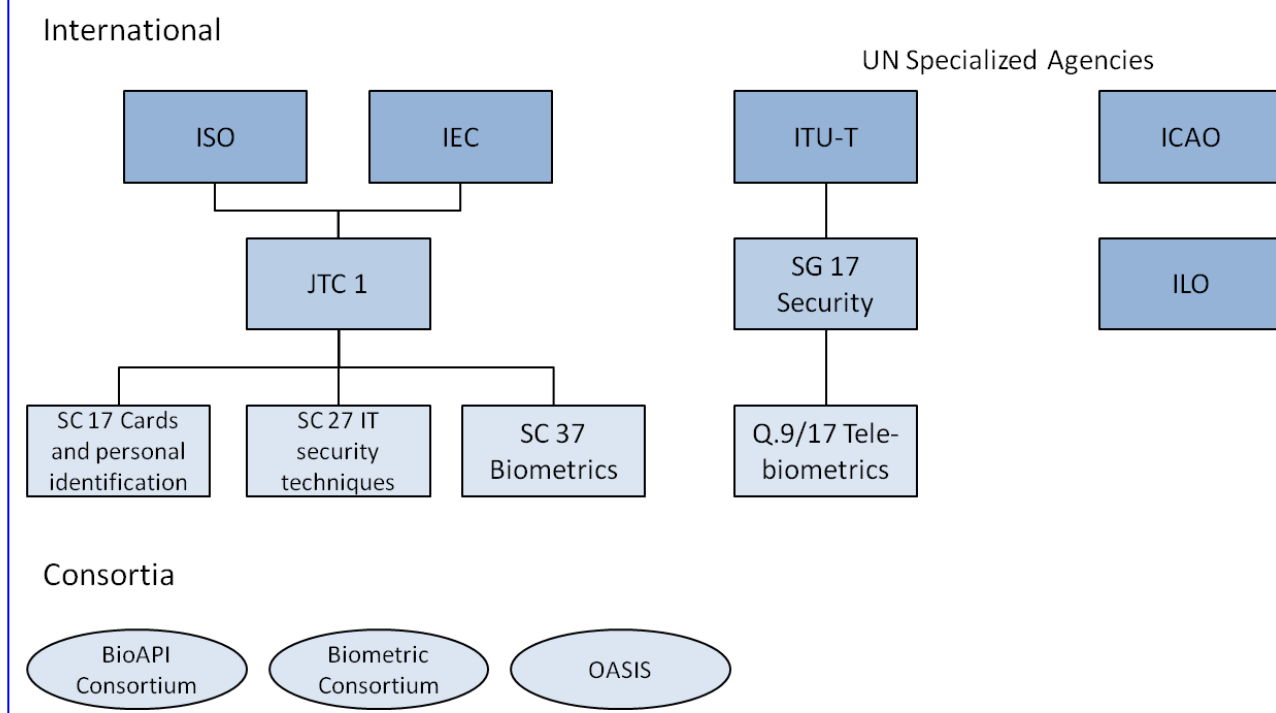 International
UN Specialized Agencies
ISO
IEC
ITU-T
ICAO
JTC 1
SG 17
Security
ILO
SC 17 Cards
and personal
identification
SC 27 IT
security
techniques
SC 37
Biometrics
Q.9/17 Tele-
biometrics
Consortia
BioAPI
Consortium
Biometric
Consortium
OASIS